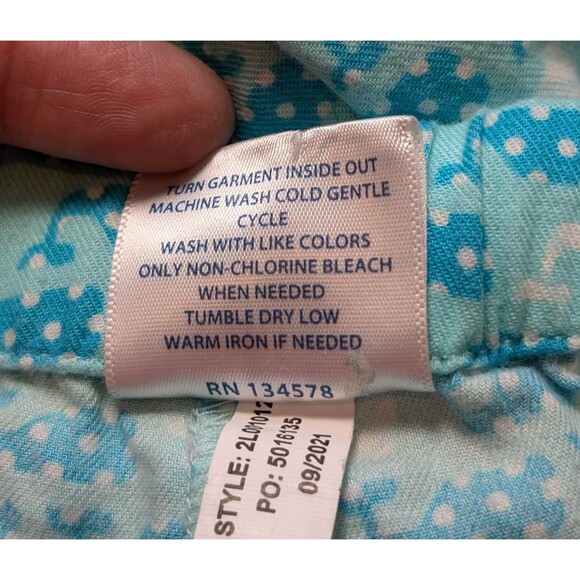 TURN GARMENT INSIDE OUT
MACHINE WASH COLD GENTLE
CYCLE
WASH WITH LIKE COLORS
ONLY NON-CHLORINE BLEACH
WHEN NEEDED
TUMBLE DRY LOW
WARM IRON IF NEEDED
RN 134578
STYLE:
PO: 5016135
09/2021